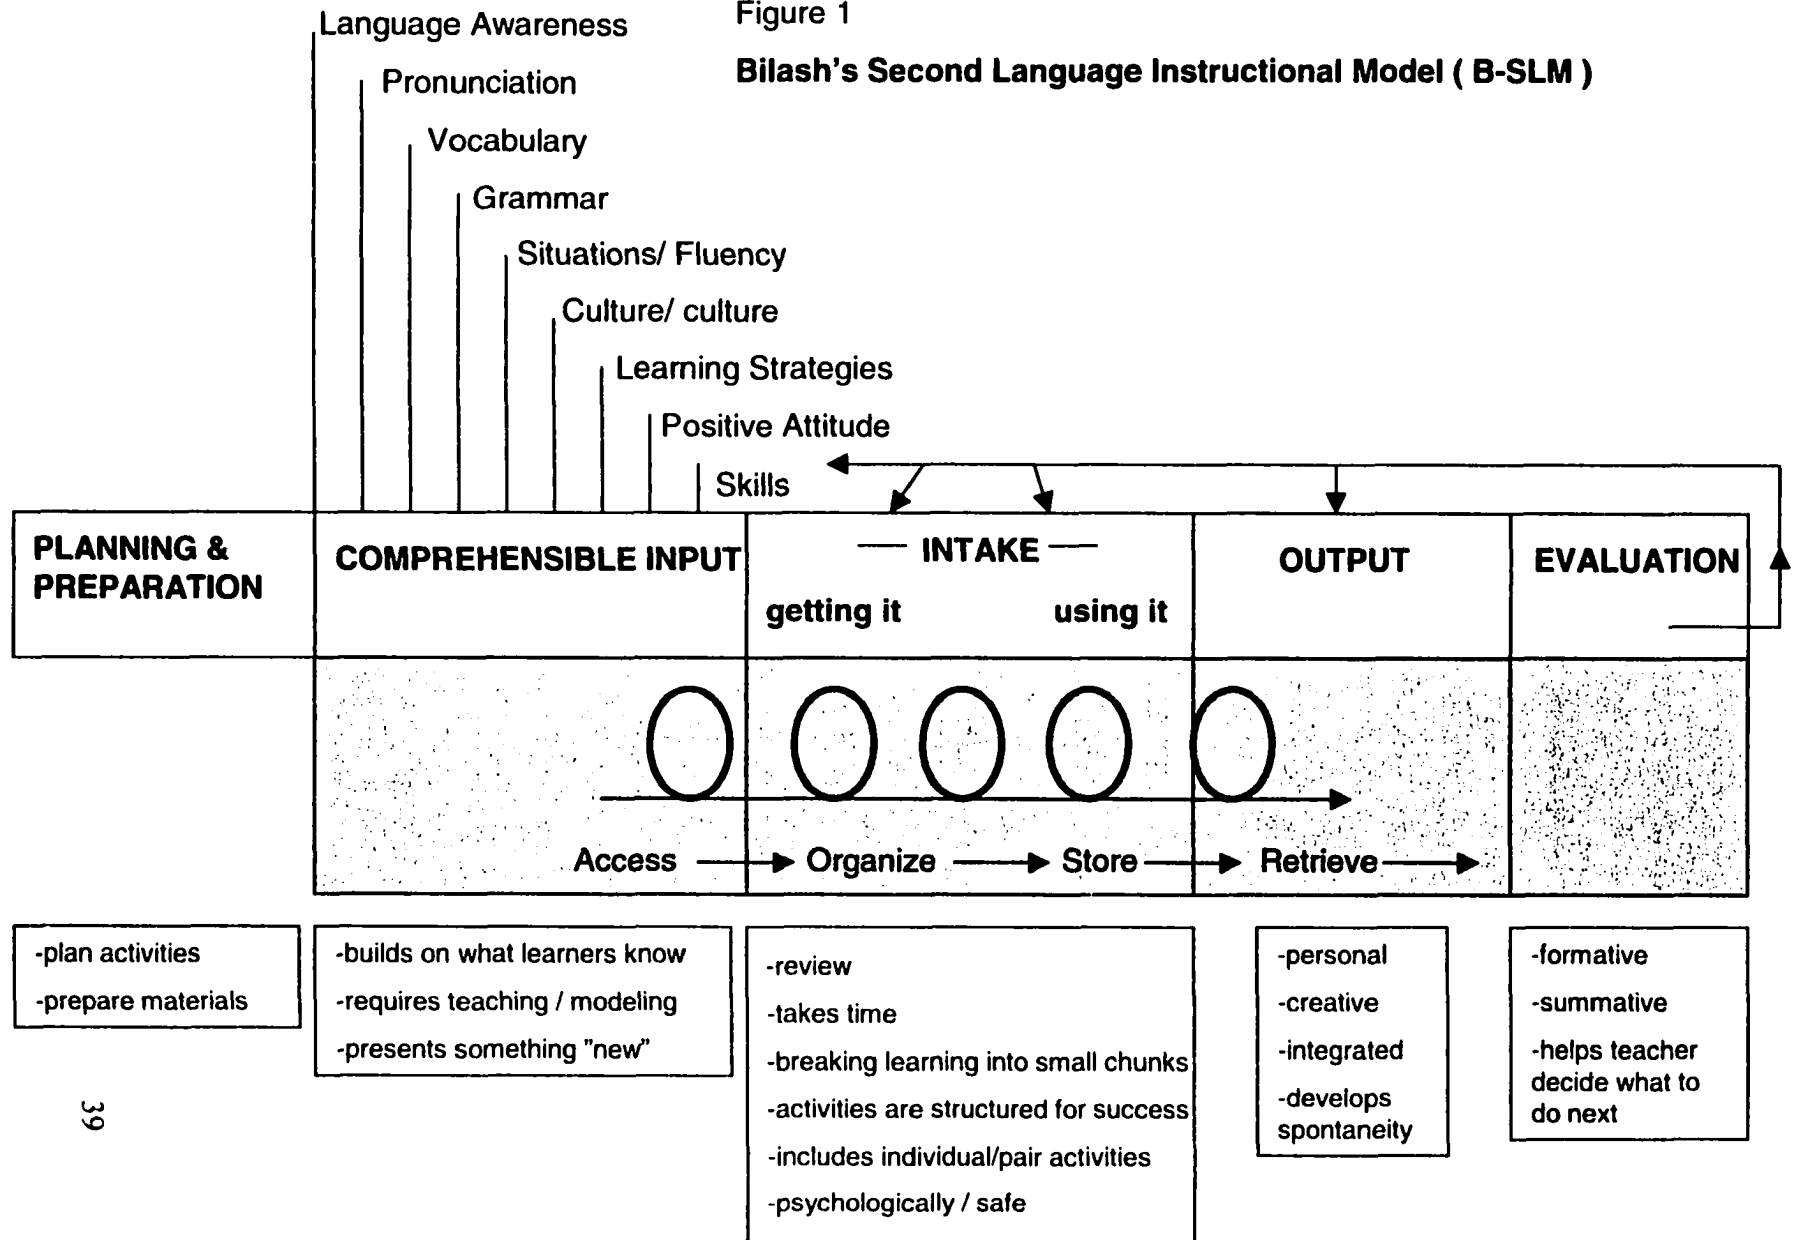 Figure 1
Bilash's Second Language Instructional Model ( B-SLM )
Language Awareness
Pronunciation
Vocabulary
Grammar
Situations/ Fluency
Culture/ culture
Learning Strategies
Positive Attitude
Skills
PLANNING &
PREPARATION
COMPREHENSIBLE INPUT
INTAKE
getting it
using it
OUTPUT
EVALUATION
Access
Organize
Store
Retrieve
-plan activities
-prepare materials
-builds on what learners know
-requires teaching / modeling
-presents something "new"
-review
-takes time
-breaking learning into small chunks
-activities are structured for success
-includes individual/pair activities
-psychologically / safe
-personal
-creative
-integrated
-develops
spontaneity
-formative
-summative
-helps teacher
decide what to
do next
39